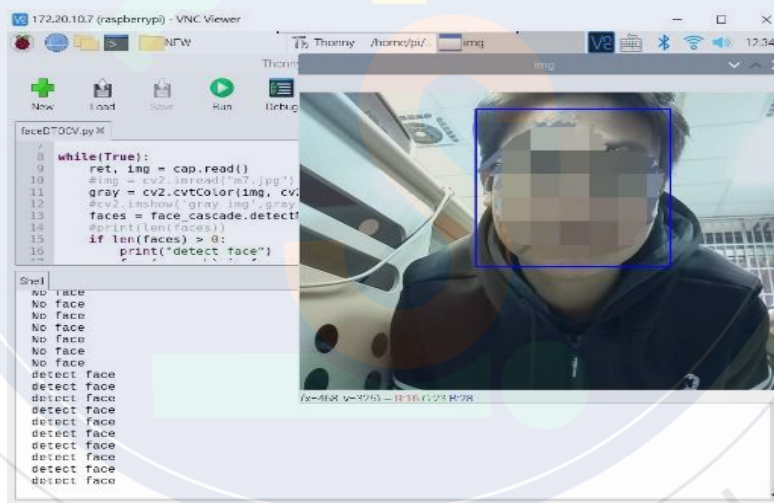 172.20.10.7 (raspberrypi) - VNC Viewer
NEW
Thonny /home/pi/..
img
12:34
img
New
Load
Save
Run
Debug
faceDTOCV.py
7
8 while(True):
9 ret, img = cap.read()
10 #img = cv2.imread("m7.jpg")
11 gray = cv2.cvtColor(img, cv2
12 #cv2.imshow('gray img',gray
13 faces = face_cascade.detectM
14 #print(len(faces))
15 if len(faces) > 0:
16 print("detect face")
Shell
No face
No face
No face
No face
No face
No face
No face
detect face
detect face
detect face
detect face
detect face
detect face
detect face
detect face
detect face
detect face
(x=468, y=325) ~ R:16 G:23 B:28